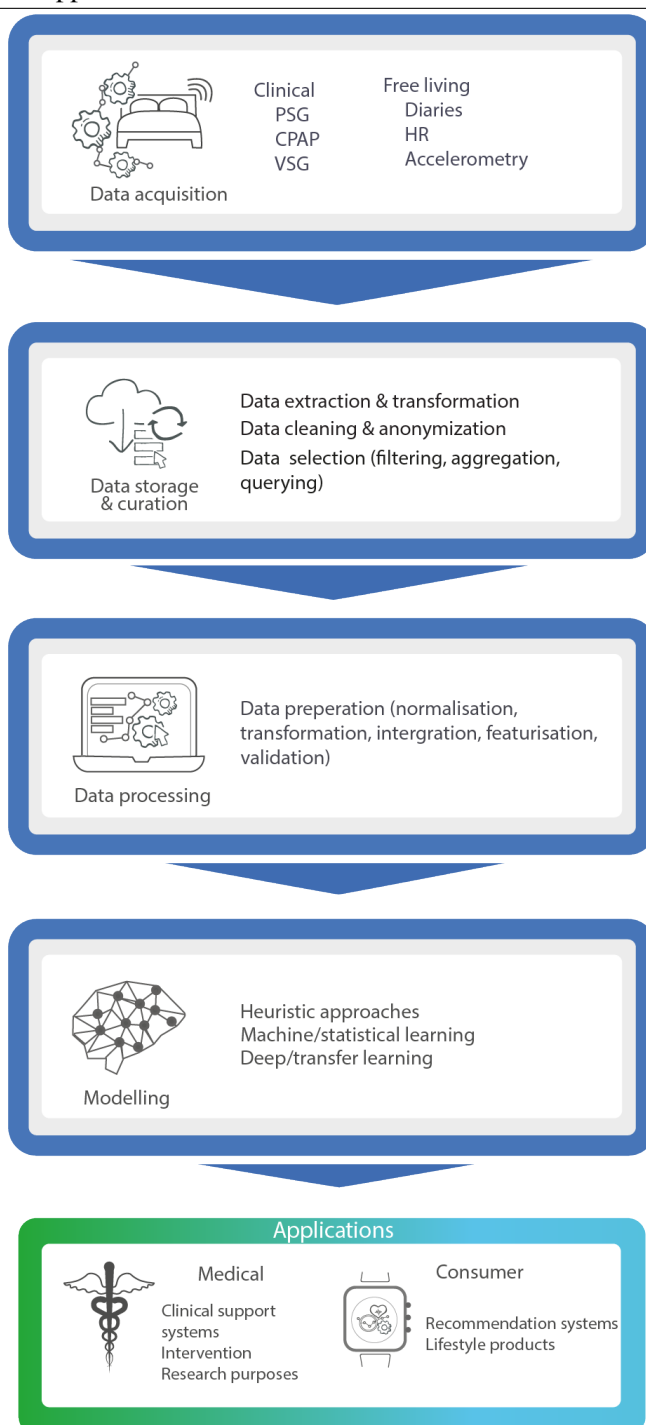 Clinical
PSG
CPAP
VSG
Free living
Diaries
HR
Accelerometry
Data acquisition
Data extraction & transformation
Data cleaning & anonymization
Data selection (filtering, aggregation,
querying)
Data storage
& curation
Data preperation (normalisation,
transformation, intergration, featurisation,
validation)
Data processing
Heuristic approaches
Machine/statistical learning
Deep/transfer learning
Modelling
Applications
Medical
Clinical support
systems
Intervention
Research purposes
Consumer
Recommendation systems
Lifestyle products